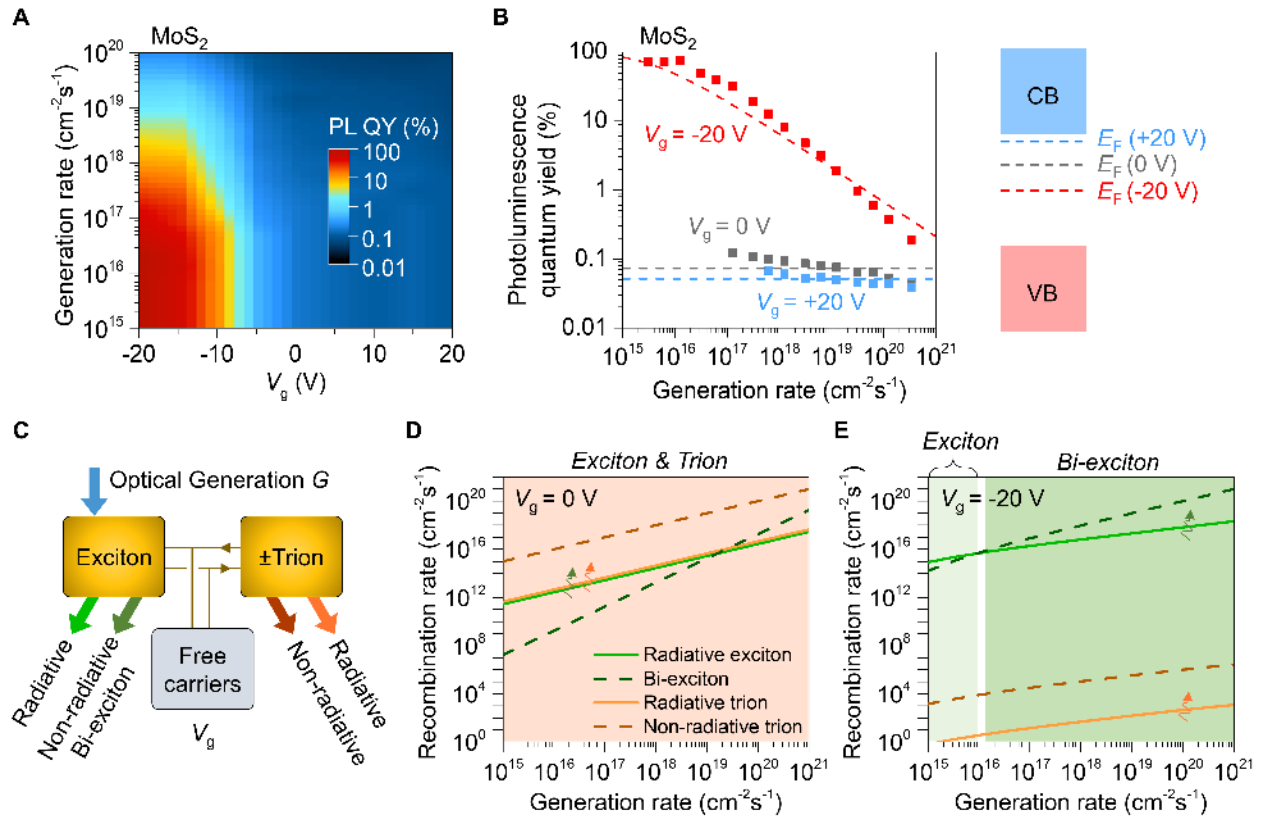 A
MoS2
Generation rate (cm-2s-1)
10^20
10^19
10^18
10^17
10^16
10^15
PL QY (%)
100
10
1
0.1
0.01
-20
-10
0
10
20
Vg (V)
B
MoS2
Photoluminescence
quantum yield (%)
100
10
1
0.1
0.01
Vg = -20 V
Vg = 0 V
Vg = +20 V
10^15
10^16
10^17
10^18
10^19
10^20
10^21
Generation rate (cm-2s-1)
CB
EF (+20 V)
EF (0 V)
EF (-20 V)
VB
C
Optical Generation G
Exciton
±Trion
Radiative
Non-radiative
Bi-exciton
Free
carriers
Vg
Non-radiative
Radiative
D
Exciton & Trion
Recombination rate (cm-2s-1)
Vg = 0 V
10^20
10^16
10^12
10^8
10^4
10^0
Radiative exciton
Bi-exciton
Radiative trion
Non-radiative trion
10^15
10^16
10^17
10^18
10^19
10^20
10^21
Generation rate (cm-2s-1)
E
Exciton
Bi-exciton
Recombination rate (cm-2s-1)
Vg = -20 V
10^20
10^16
10^12
10^8
10^4
10^0
10^15
10^16
10^17
10^18
10^19
10^20
10^21
Generation rate (cm-2s-1)